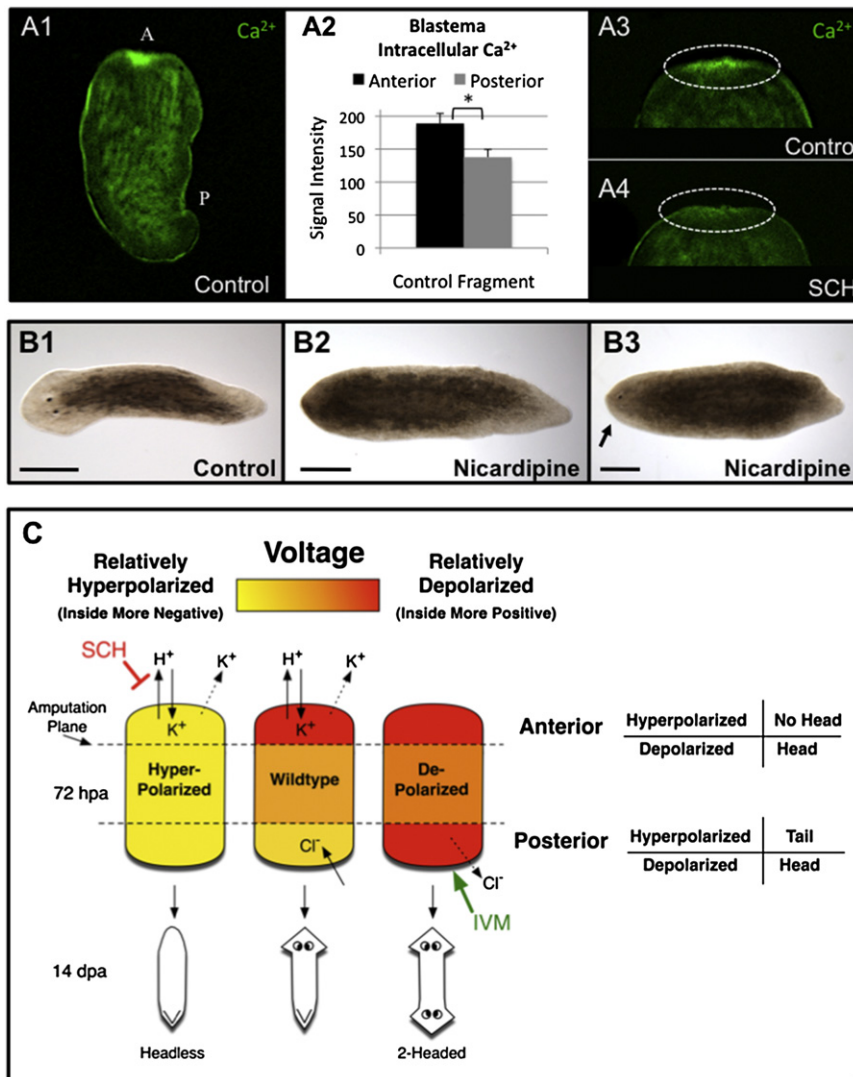 A1
A
Ca²⁺
P
Control
A2
Blastema
Intracellular Ca²⁺
Anterior
Posterior
*
Signal Intensity
200
150
100
50
0
Control Fragment
A3
Ca²⁺
Control
A4
SCH
B1
Control
B2
Nicardipine
B3
Nicardipine
C
Relatively
Hyperpolarized
(Inside More Negative)
Voltage
Relatively
Depolarized
(Inside More Positive)
SCH
H⁺
K⁺
H⁺
K⁺
Amputation
Plane
K⁺
K⁺
72 hpa
Hyper-
Polarized
Wildtype
De-
Polarized
Cl⁻
Cl⁻
IVM
Anterior
Hyperpolarized No Head
Depolarized Head
Posterior
Hyperpolarized Tail
Depolarized Head
14 dpa
Headless
2-Headed